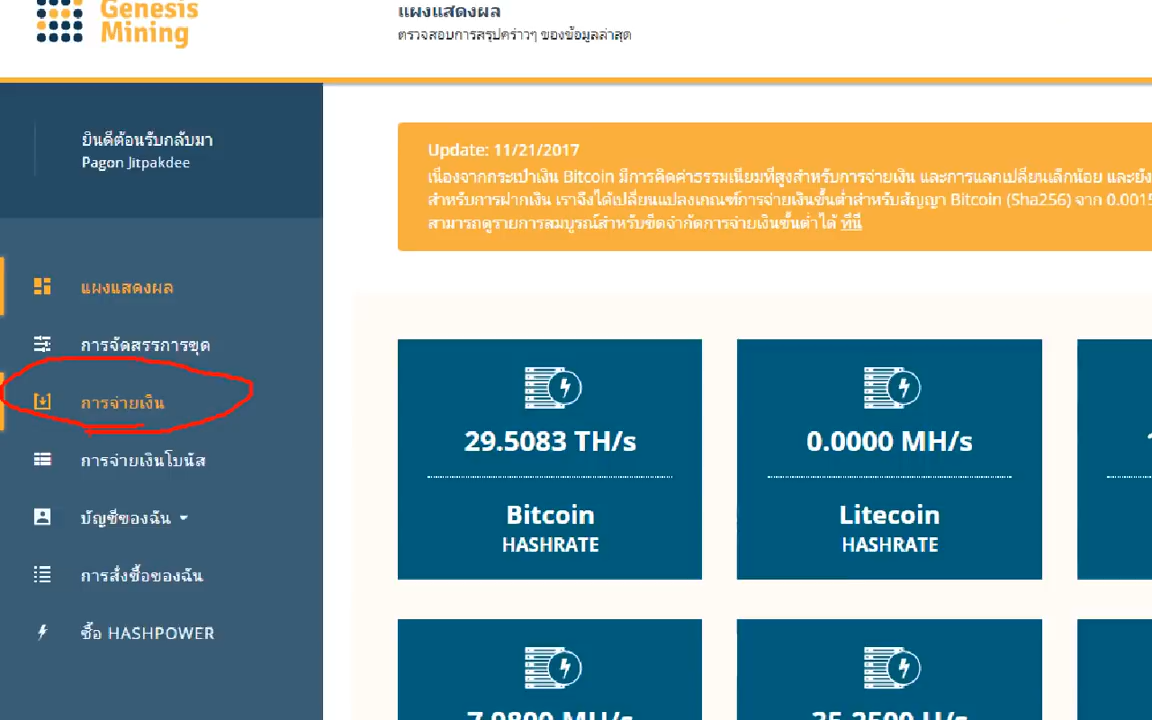 Genesis
Mining
แผงแสดงผล
ตรวจสอบการสรุปคร่าวๆ ของข้อมูลล่าสุด
ยินดีต้อนรับกลับมา
Pagon Jitpakdee
แผงแสดงผล
การจัดสรรการขุด
การจ่ายเงิน
การจ่ายเงินโบนัส
บัญชีของฉัน
การสั่งซื้อของฉัน
ซื้อ HASHPOWER
Update: 11/21/2017
เนื่องจากกระเป๋าเงิน Bitcoin มีการคิดค่าธรรมเนียมที่สูงสำหรับการจ่ายเงิน และการแลกเปลี่ยนเล็กน้อย และยัง
สำหรับการฝากเงิน เราจึงได้เปลี่ยนแปลงเกณฑ์การจ่ายเงินขั้นต่ำสำหรับสัญญา Bitcoin (Sha256) จาก 0.0015
สามารถดูรายการสมบูรณ์สำหรับขีดจำกัดการจ่ายเงินขั้นต่ำได้ ที่นี่
29.5083 TH/s
Bitcoin
HASHRATE
0.0000 MH/s
Litecoin
HASHRATE